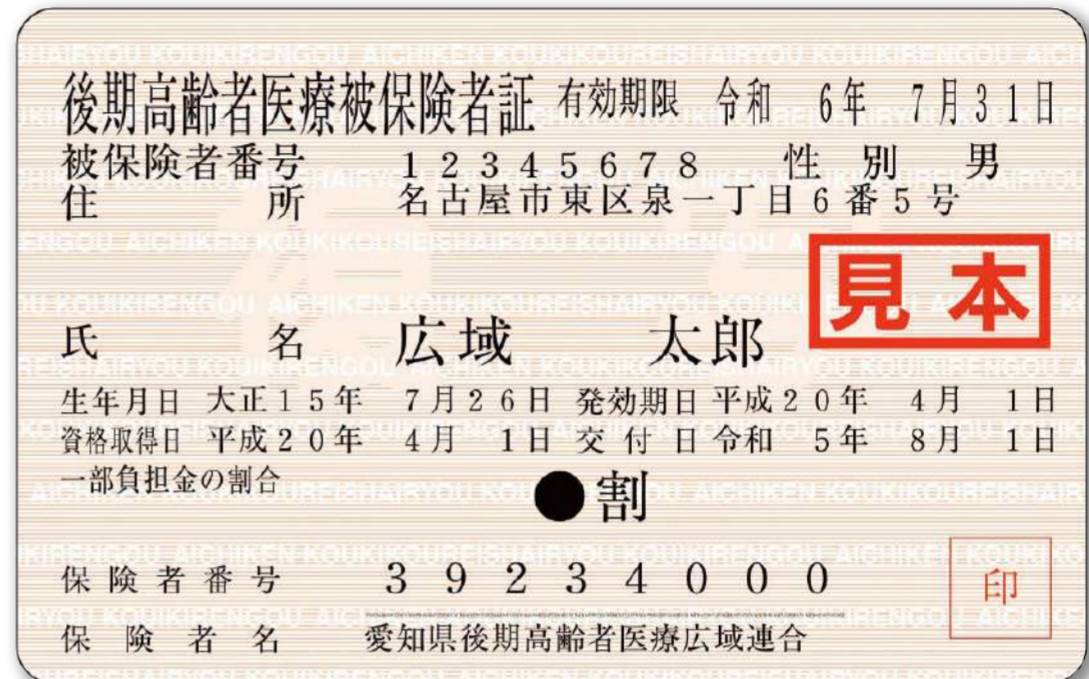 後期高齢者医療被保険者証 有効期限 令和 6年 7月31日
被保険者番号 12345678 性別 男
住所 名古屋市東区泉一丁目6番5号
見本
氏名 広域 太郎
生年月日 大正15年 7月26日 発効期日 平成20年 4月 1日
資格取得日 平成20年 4月 1日 交付日 令和 5年 8月 1日
一部負担金の割合
●割
保険者番号 39234000
印
保険者名 愛知県後期高齢者医療広域連合